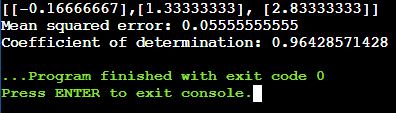 [[-0.16666667],[1.33333333], [2.83333333]]
Mean squared error: 0.05555555555
Coefficient of determination: 0.96428571428
...Program finished with exit code 0
Press ENTER to exit console.